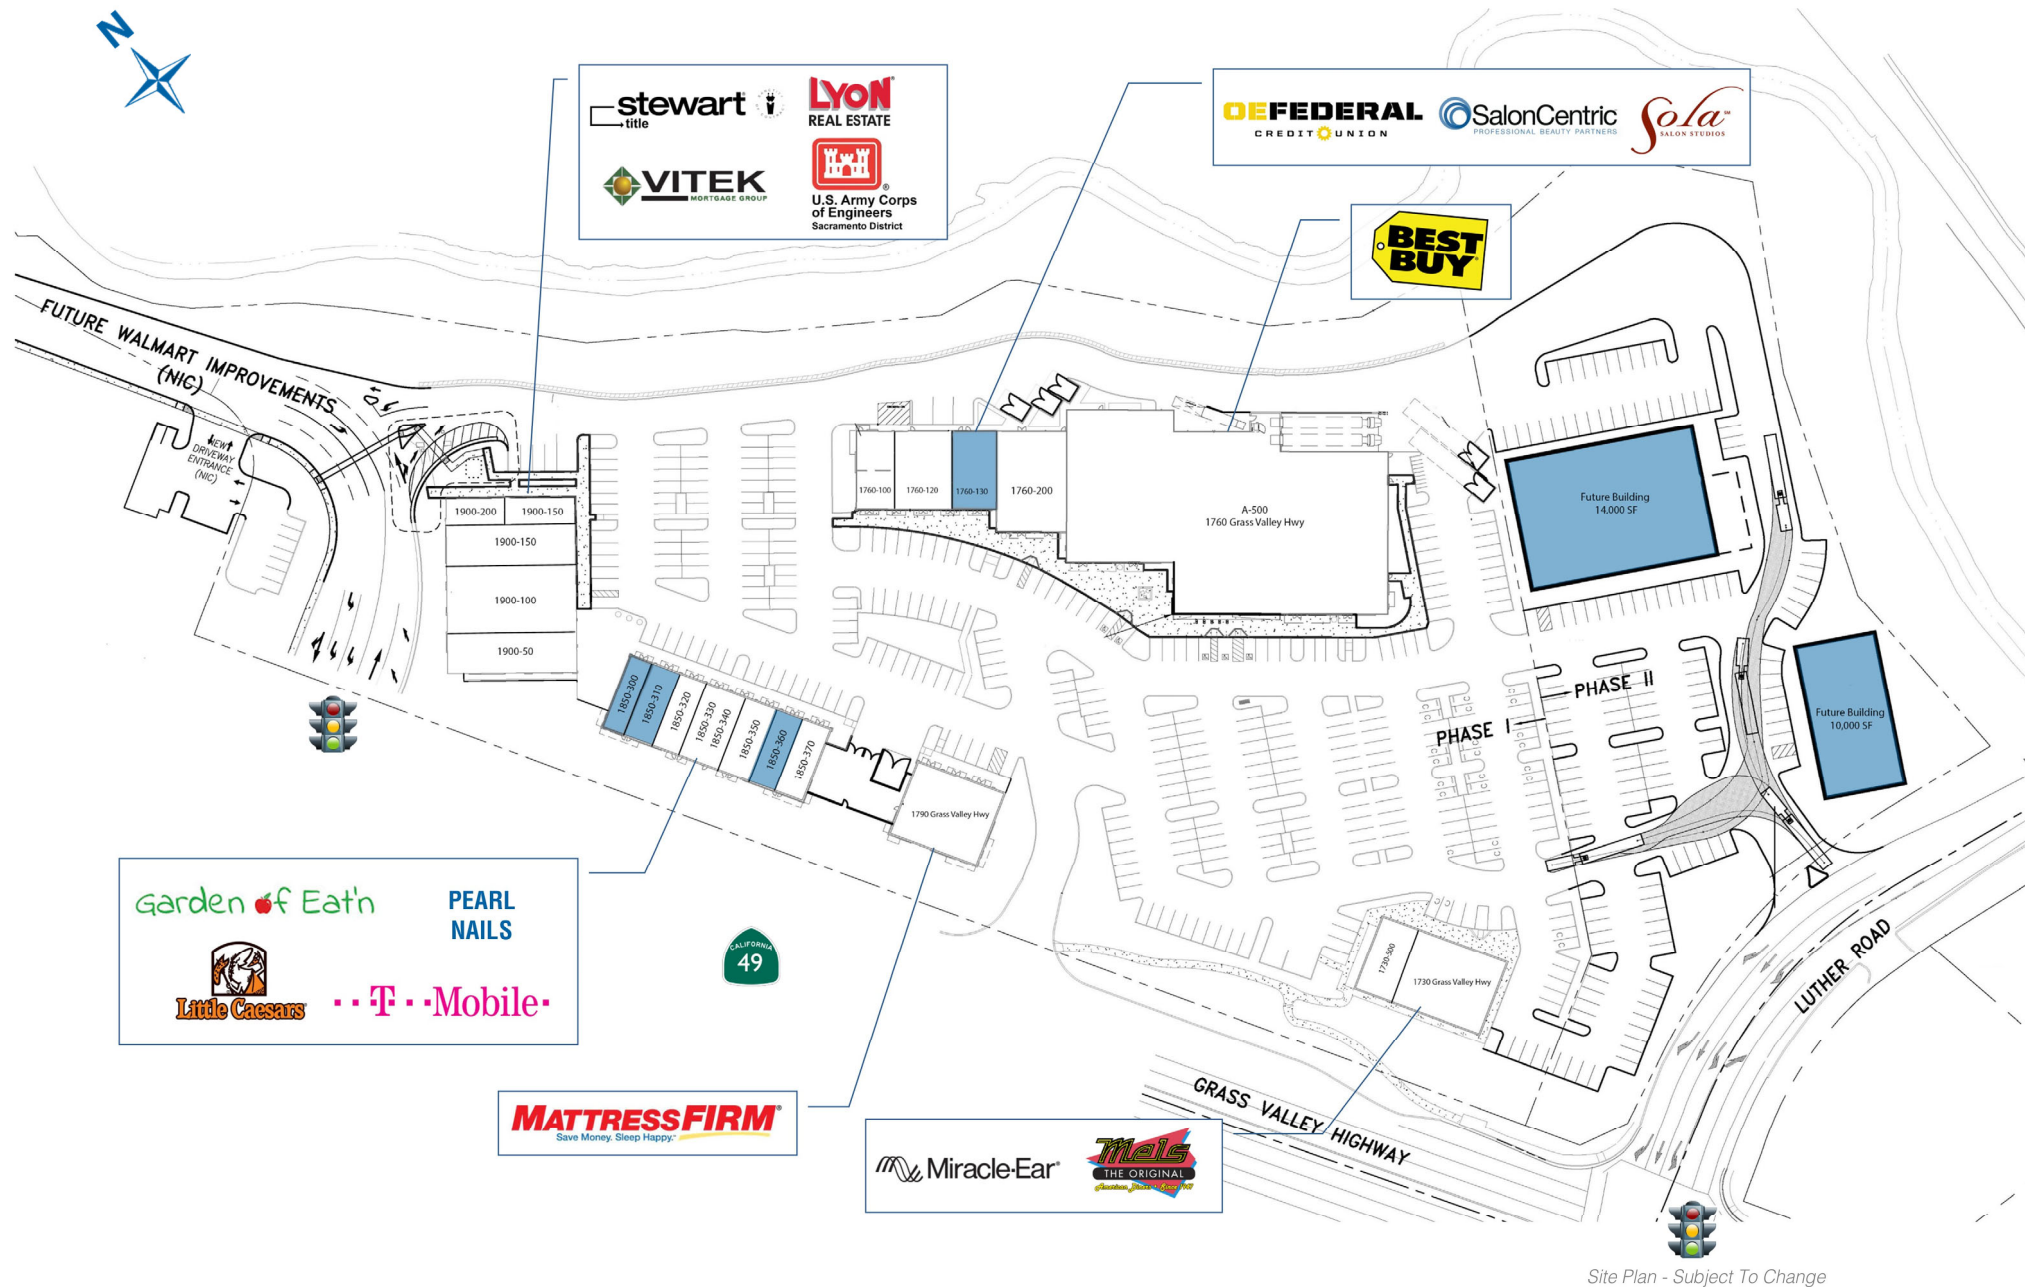 N
stewart
title
LYON
REAL ESTATE
VITEK
MORTGAGE GROUP
U.S. Army Corps
of Engineers
Sacramento District
OEFEDERAL
CREDIT UNION
SalonCentric
PROFESSIONAL BEAUTY PARTNERS
Sola
SALON STUDIOS
BEST
BUY
FUTURE WALMART IMPROVEMENTS
(NIC)
NEW
DRIVEWAY
ENTRANCE
(NIC)
1900-200
1900-150
1900-150
1900-100
1900-50
1760-100
1760-120
1760-130
1760-200
A-500
1760 Grass Valley Hwy
Future Building
14,000 SF
Future Building
10,000 SF
PHASE II
PHASE I
1850-300
1850-310
1850-320
1850-330
1850-340
1850-350
1850-360
1850-370
1790 Grass Valley Hwy
1730-500
1730 Grass Valley Hwy
Garden of Eat'n
PEARL
NAILS
Little Caesars
T Mobile
CALIFORNIA
49
MATTRESSFIRM
Save Money. Sleep Happy.
Miracle-Ear
Mels
THE ORIGINAL
GRASS VALLEY HIGHWAY
LUTHER ROAD
Site Plan - Subject To Change